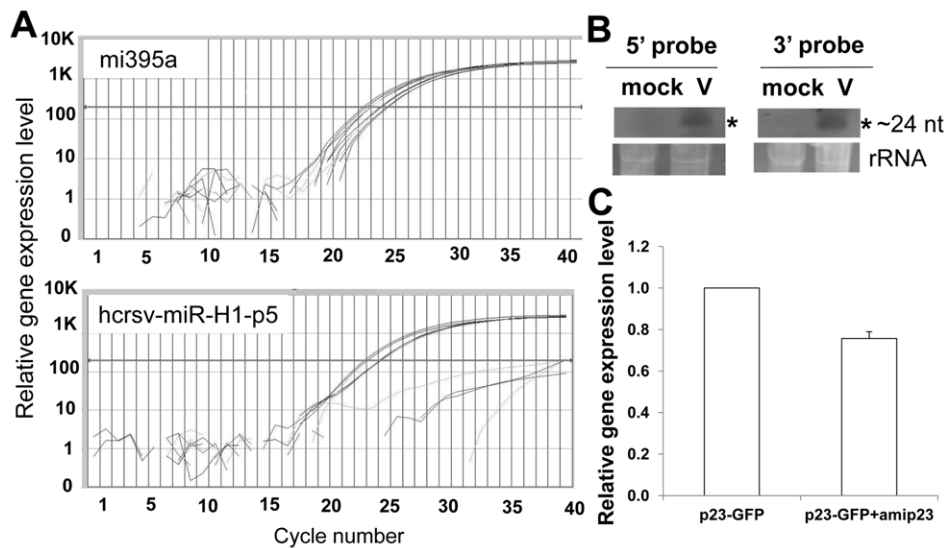 A
Relative gene expression level
10K
1K
100
10
1
0
mi395a
1 5 10 15 20 25 30 35 40
10K
1K
100
10
1
0
hcrsv-miR-H1-p5
1 5 10 15 20 25 30 35 40
Cycle number
B
5' probe 3' probe
mock V mock V
* * ~24 nt
rRNA
C
Relative gene expression level
1.2
1.0
0.8
0.6
0.4
0.2
0.0
p23-GFP p23-GFP+amip23